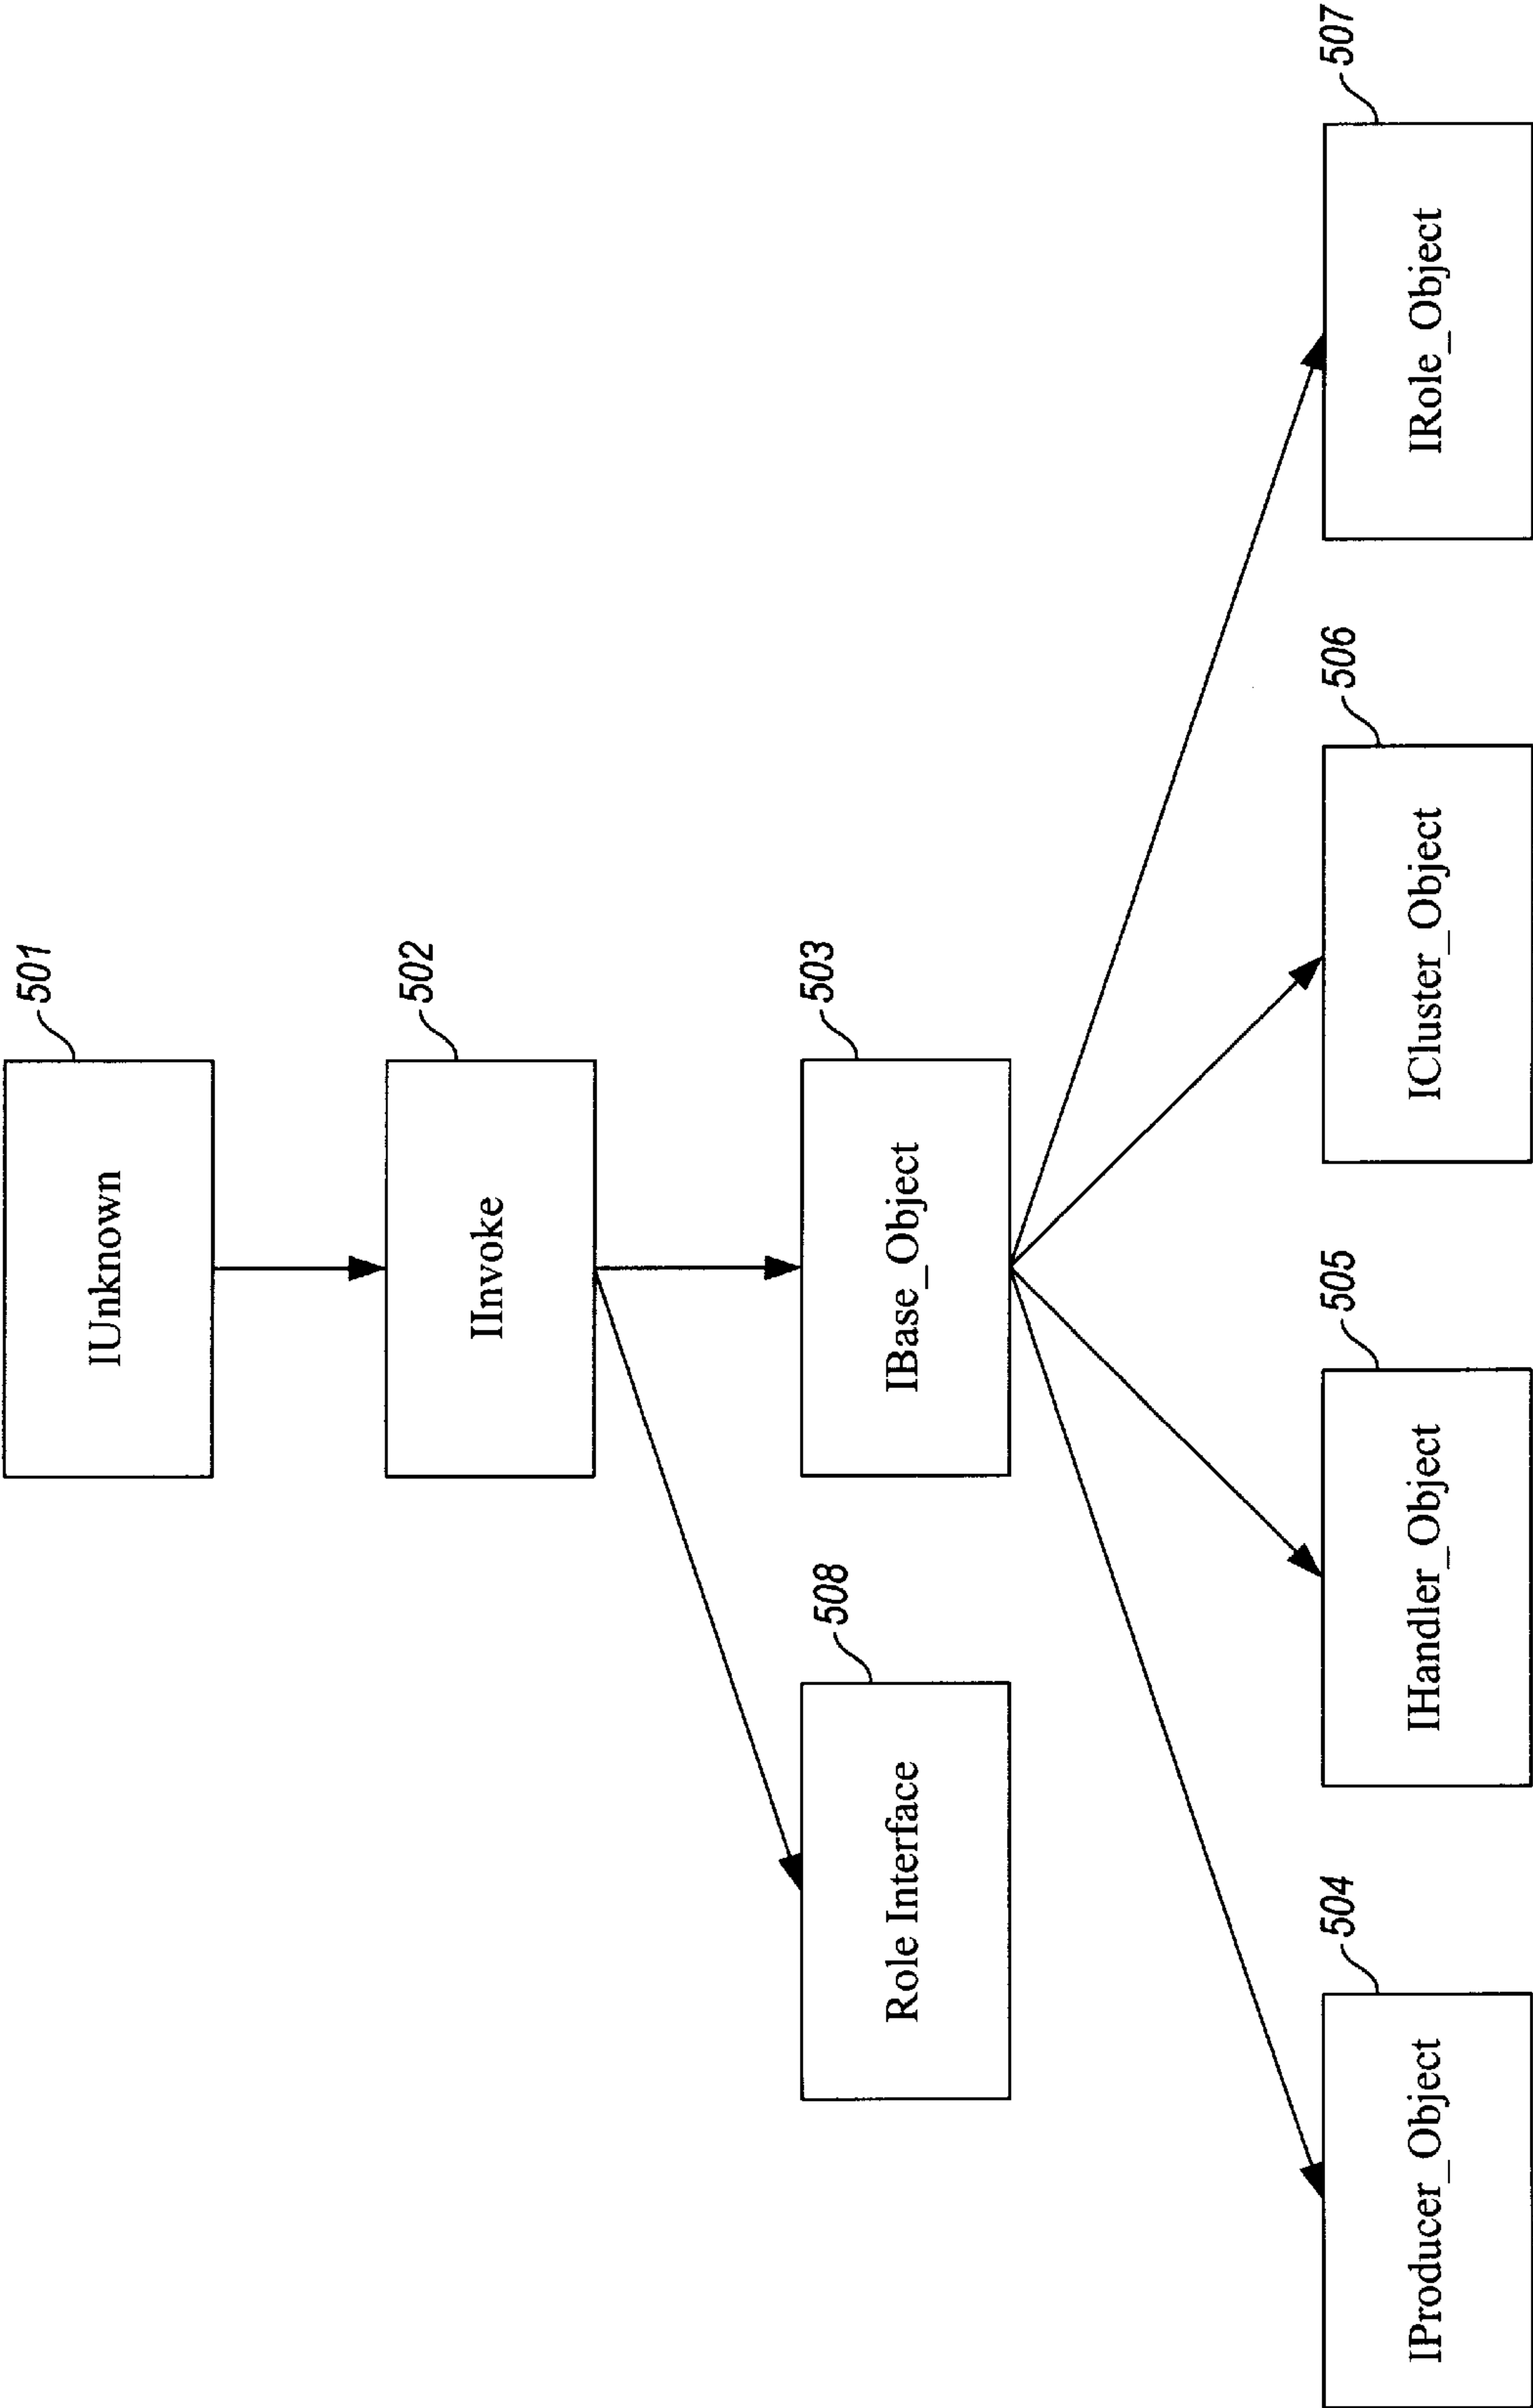 501
IUnknown
502
IInvoke
508
Role Interface
503
IBase_Object
504
IProducer_Object
505
IHandler_Object
506
ICluster_Object
507
IRole_Object